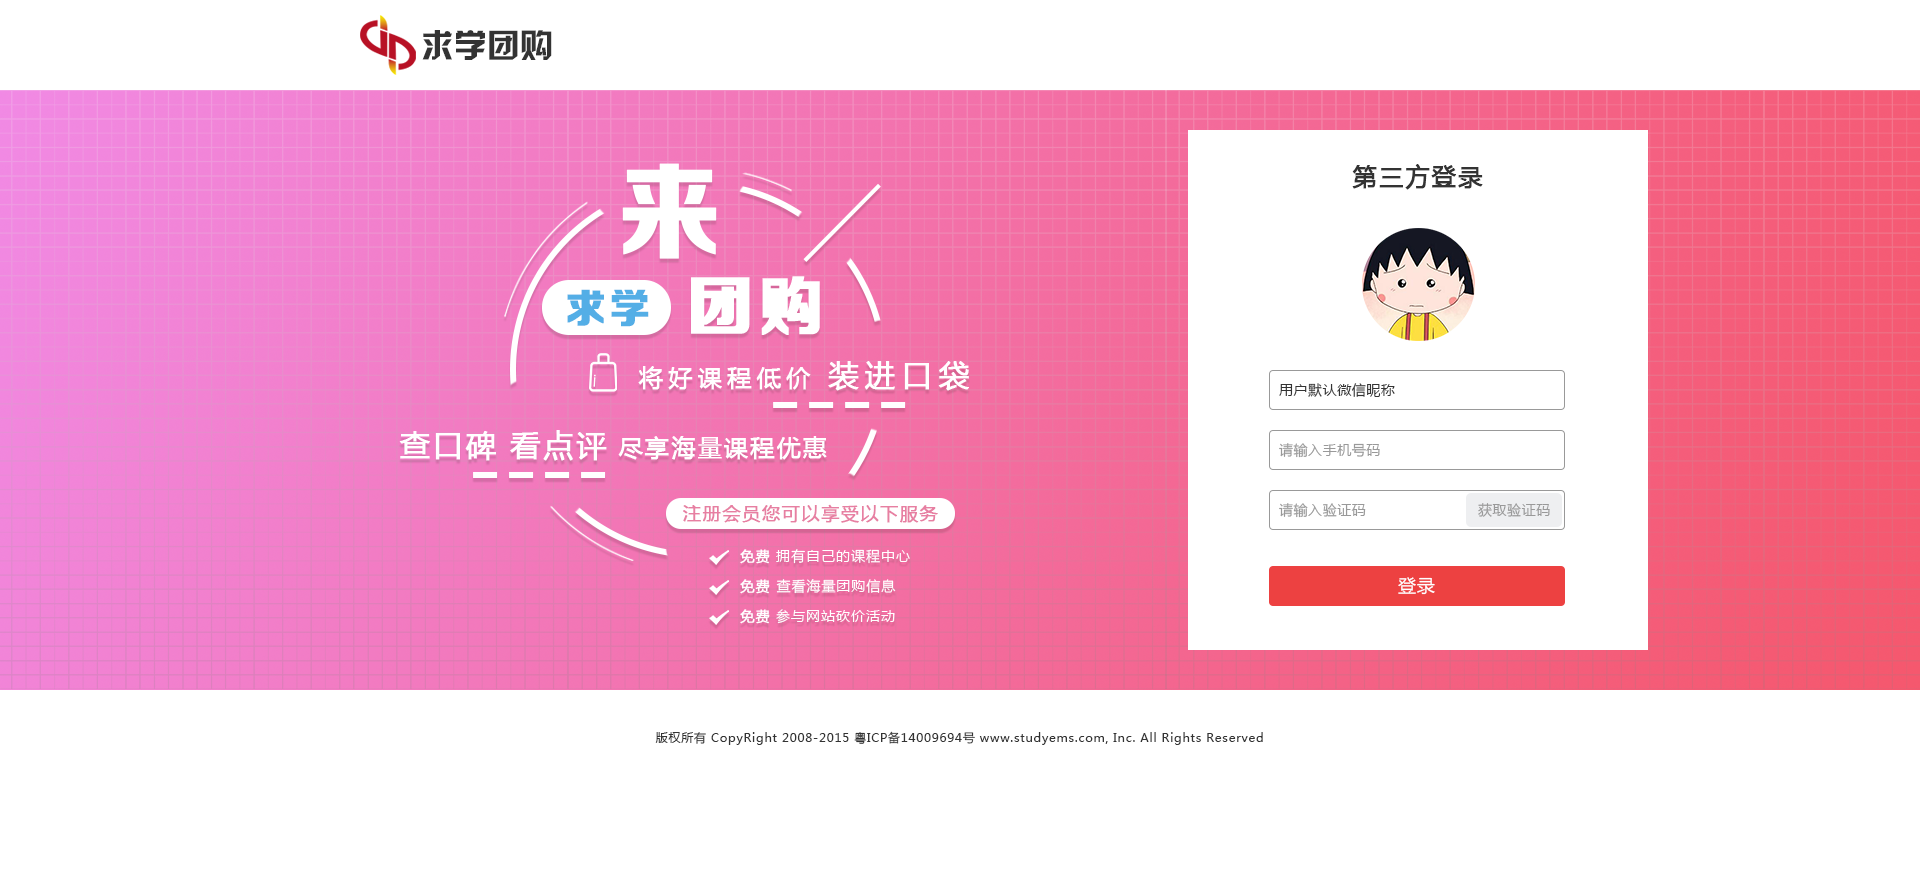 求学团购
来
求学 团购
将好课程低价 装进口袋
查口碑 看点评 尽享海量课程优惠
注册会员您可以享受以下服务
免费 拥有自己的课程中心
免费 查看海量团购信息
免费 参与网站砍价活动
第三方登录
用户默认微信昵称
请输入手机号码
请输入验证码 获取验证码
登录
版权所有 CopyRight 2008-2015 粤ICP备14009694号 www.studyems.com, Inc. All Rights Reserved